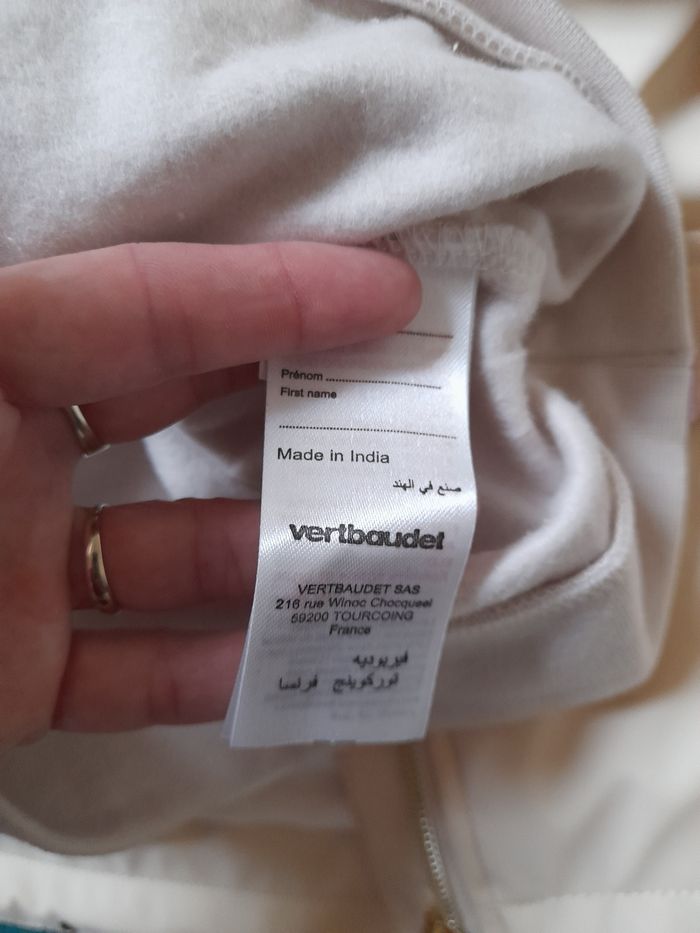 Prénom
First name
Made in India
صنع في الهند
vertbaudet
VERTBAUDET SAS
216 rue Winoc Chocqueel
59200 TOURCOING
France
فيربوديه
توركوينج فرنسا